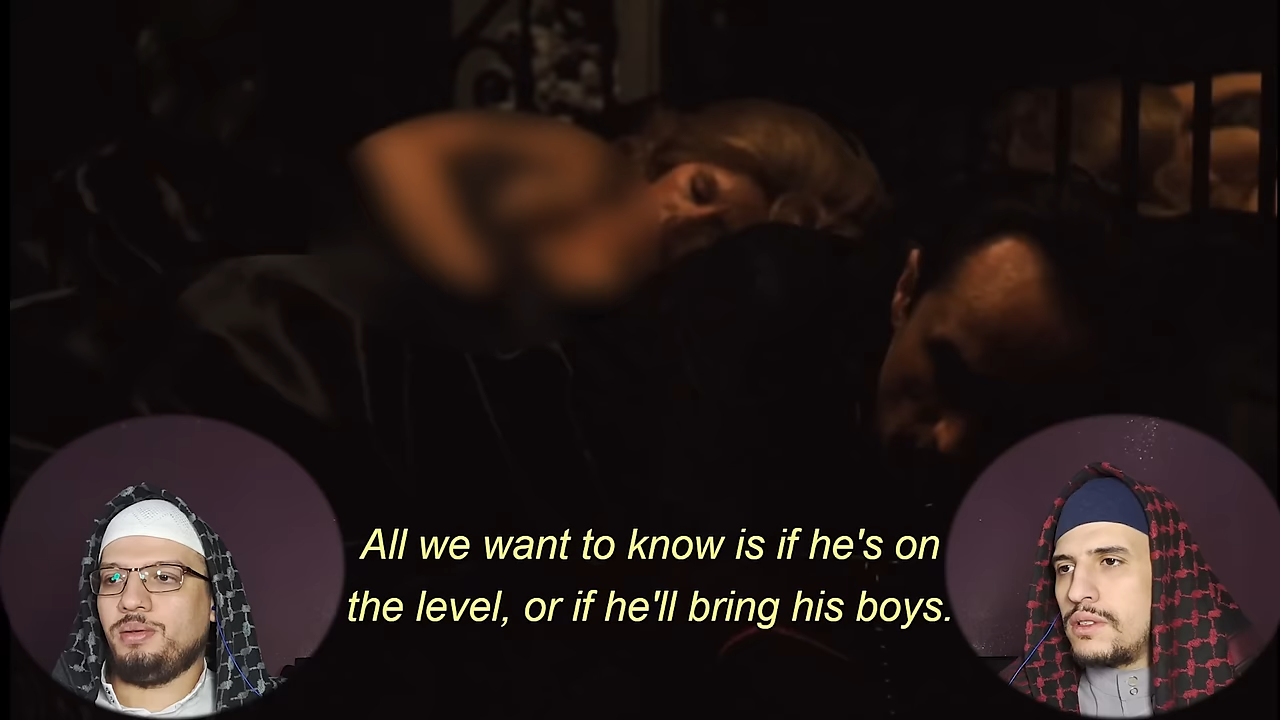 All we want to know is if he's on
the level, or if he'll bring his boys.